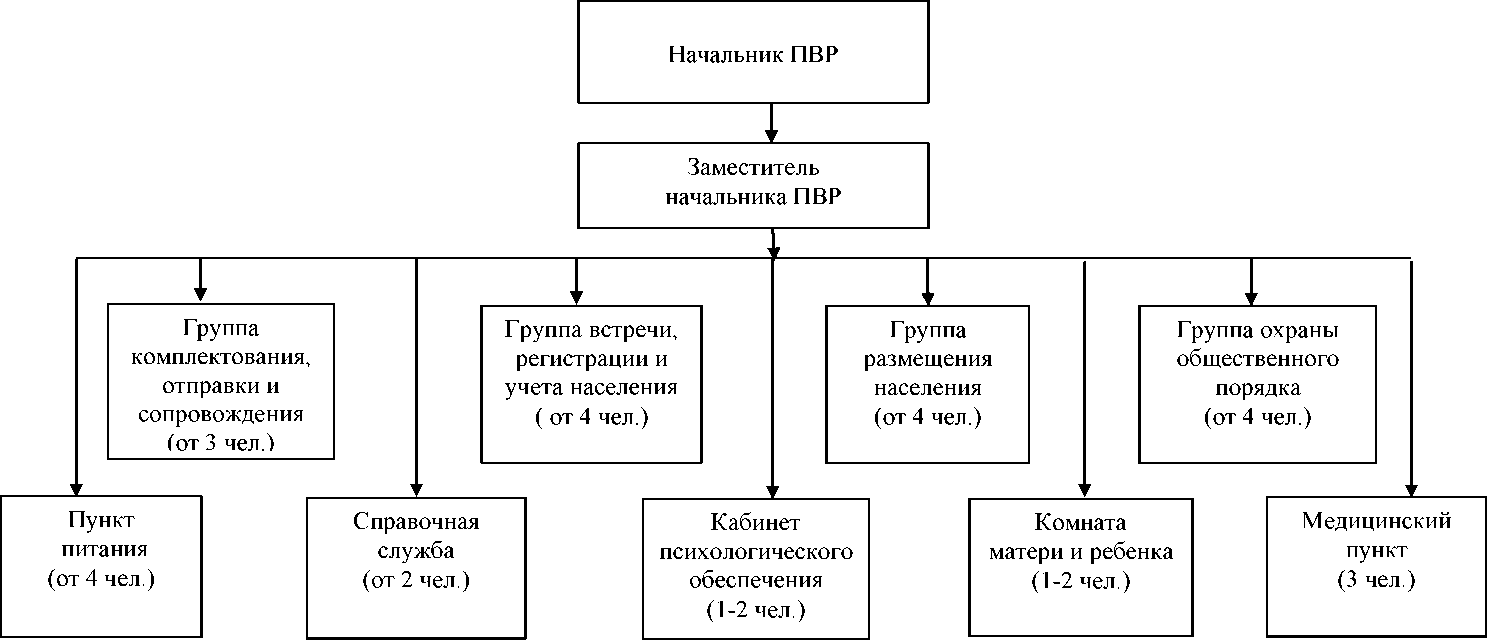 Начальник ПВР
Заместитель
начальника ПВР
Группа
комплектования,
отправки и
сопровождения
(от 3 чел.)
Группа встречи,
регистрации и
учета населения
( от 4 чел.)
Группа
размещения
населения
(от 4 чел.)
Группа охраны
общественного
порядка
(от 4 чел.)
Пункт
питания
(от 4 чел.)
Справочная
служба
(от 2 чел.)
Кабинет
психологического
обеспечения
(1-2 чел.)
Комната
матери и ребенка
(1-2 чел.)
Медицинский
пункт
(3 чел.)